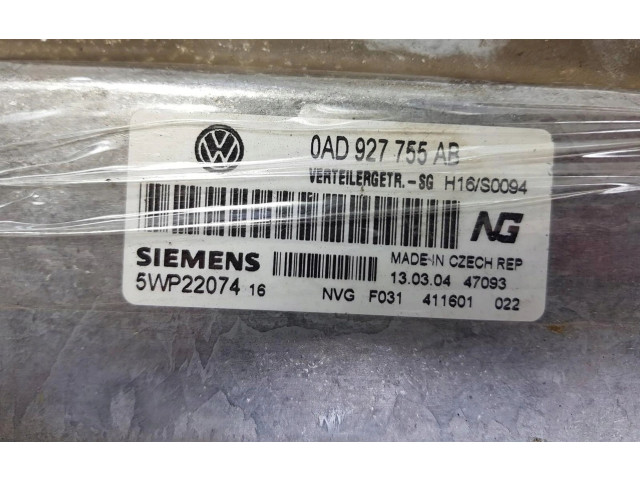 VW 0AD 927 755 AB
VERTEILERGETR.-SG H16/S0094
NG
SIEMENS MADE-IN CZECH REP
5WP22074 16 13.03.04 47093
NVG F031 411601 022